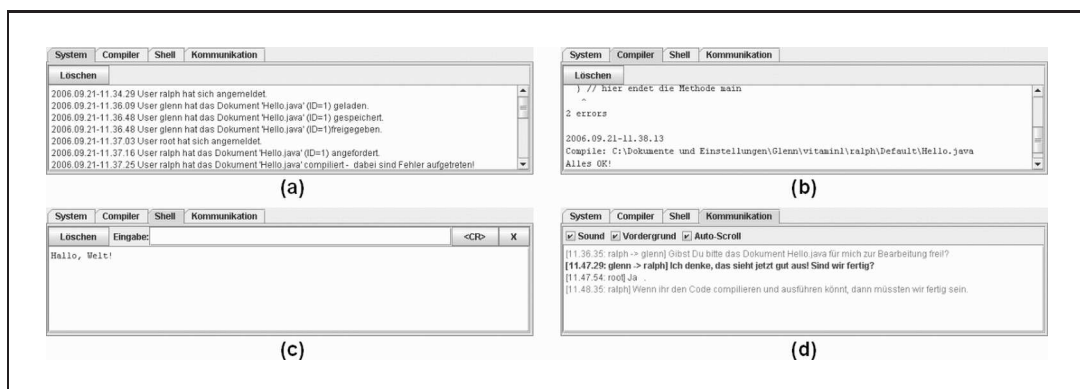 System Compiler Shell Kommunikation
Löschen
2006.09.21-11.34.29 User ralph hat sich angemeldet.
2006.09.21-11.36.09 User glenn hat das Dokument 'Hello.java' (ID=1) geladen.
2006.09.21-11.36.48 User glenn hat das Dokument 'Hello.java' (ID=1) gespeichert.
2006.09.21-11.36.48 User glenn hat das Dokument 'Hello.java' (ID=1)freigegeben.
2006.09.21-11.37.03 User root hat sich angemeldet.
2006.09.21-11.37.16 User ralph hat das Dokument 'Hello.java' (ID=1) angefordert.
2006.09.21-11.37.25 User ralph hat das Dokument 'Hello.java' compiliert - dabei sind Fehler aufgetreten!
(a)
System Compiler Shell Kommunikation
Löschen
) // hier endet die Methode main
^
2 errors
2006.09.21-11.38.13
Compile: C:\Dokumente und Einstellungen\Glenn\vitaminl\ralph\Default\Hello.java
Alles OK!
(b)
System Compiler Shell Kommunikation
Löschen Eingabe: <CR> X
Hallo, Welt!
(c)
System Compiler Shell Kommunikation
Sound Vordergrund Auto-Scroll
[11.36.35: ralph -> glenn] Gibst Du bitte das Dokument Hello.java für mich zur Bearbeitung frei!?
[11.47.29: glenn -> ralph] Ich denke, das sieht jetzt gut aus! Sind wir fertig?
[11.47.54: root] Ja .
[11.48.35: ralph] Wenn ihr den Code compilieren und ausführen könnt, dann müssten wir fertig sein.
(d)